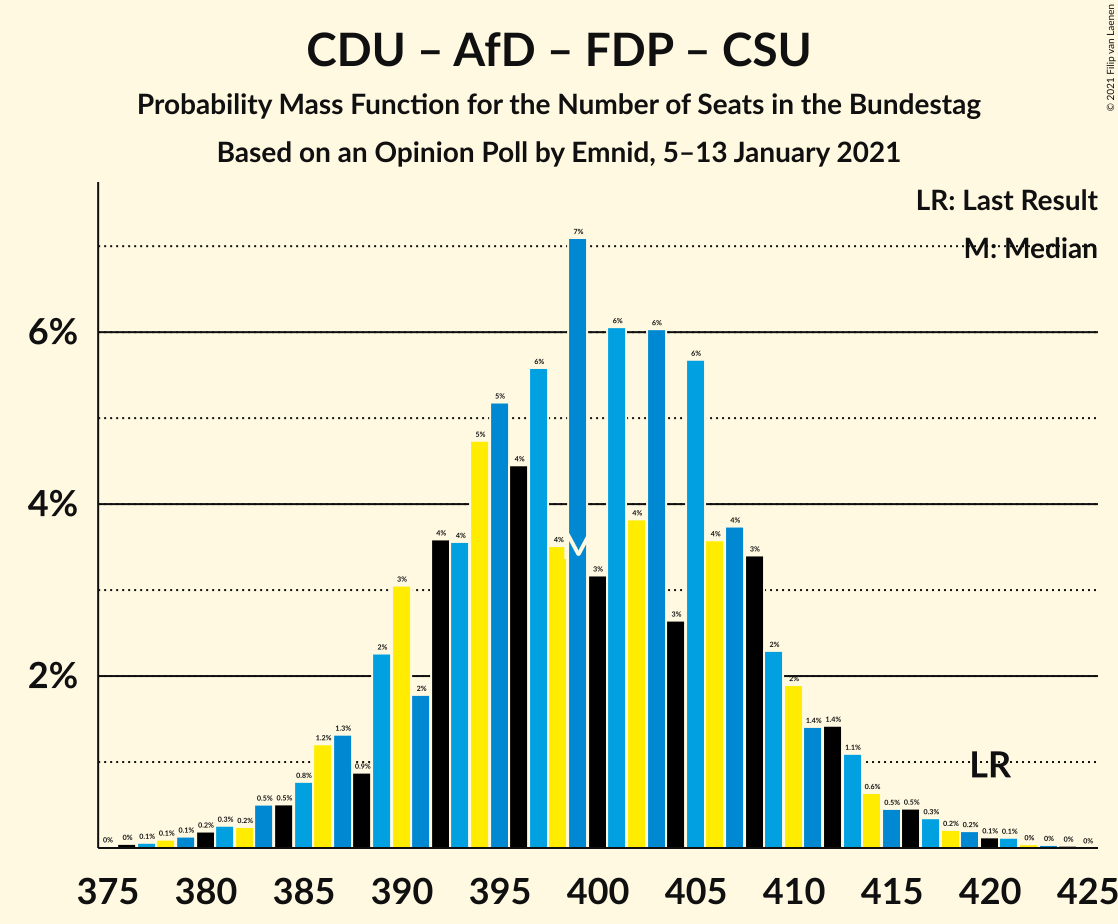 CDU – AfD – FDP – CSU
Probability Mass Function for the Number of Seats in the Bundestag
Based on an Opinion Poll by Emnid, 5–13 January 2021
© 2021 Filip van Laenen
LR: Last Result
M: Median
6%
4%
2%
0% 0% 0.1% 0.1% 0.1% 0.2% 0.3% 0.2% 0.5% 0.5% 0.8% 1.2% 1.3% 0.9% 2% 3% 2% 4% 4% 5% 5% 4% 6% 4% 7% 3% 6% 4% 6% 3% 6% 4% 4% 3% 2% 2% 1.4% 1.4% 1.1% 0.6% 0.5% 0.5% 0.3% 0.2% 0.2% 0.1% 0.1% 0% 0% 0% 0%
M
LR
375 380 385 390 395 400 405 410 415 420 425